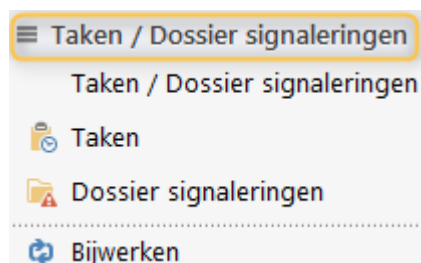 Taken / Dossier signaleringen
Taken / Dossier signaleringen
Taken
Dossier signaleringen
Bijwerken